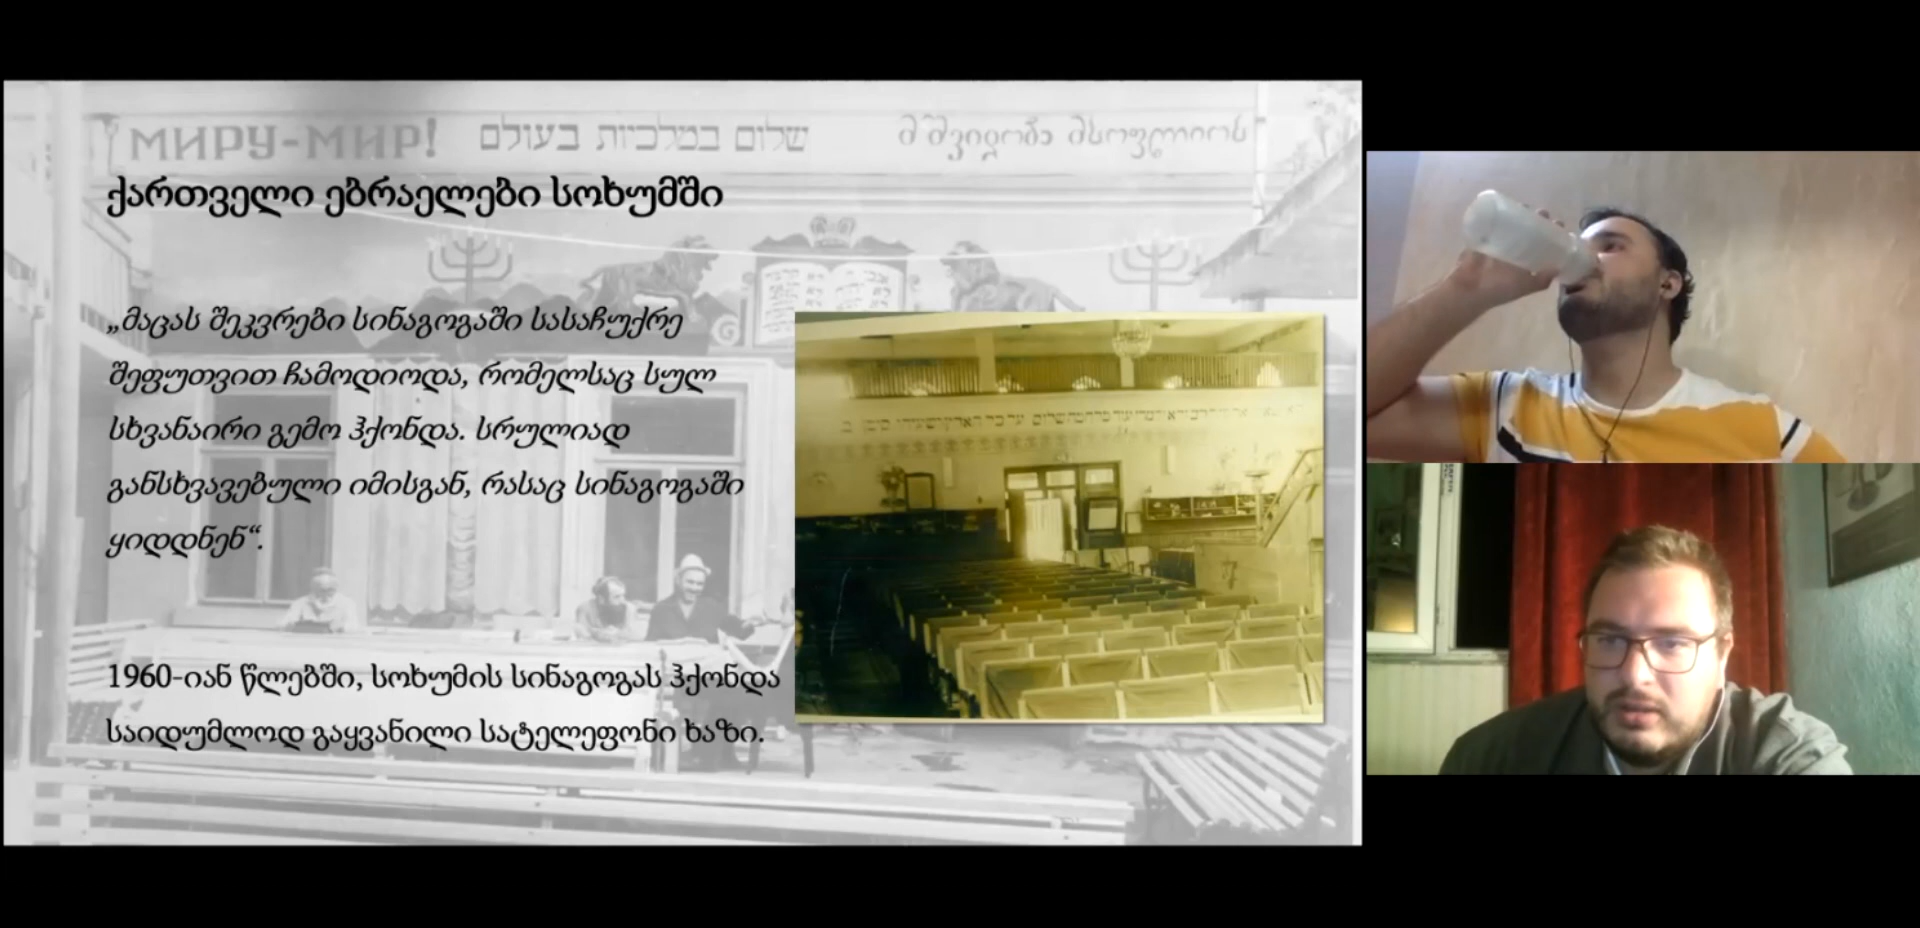 МИРУ-МИР! שלום במלכיות בעולם მშვიდობა მსოფლიოს
ქართველი ებრაელები სოხუმში
„მაცას შეკვრები სინაგოგაში სასაჩუქრე
შეფუთვით ჩამოდიოდა, რომელსაც სულ
სხვანაირი გემო ჰქონდა. სრულიად
განსხვავებული იმისგან, რასაც სინაგოგაში
ყიდდნენ“.
1960-იან წლებში, სოხუმის სინაგოგას ჰქონდა
საიდუმლოდ გაყვანილი სატელეფონი ხაზი.